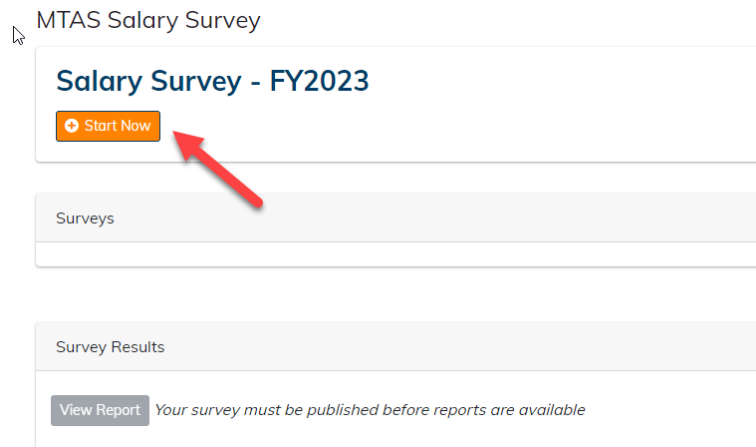 MTAS Salary Survey
Salary Survey - FY2023
Start Now
Surveys
Survey Results
View Report Your survey must be published before reports are available